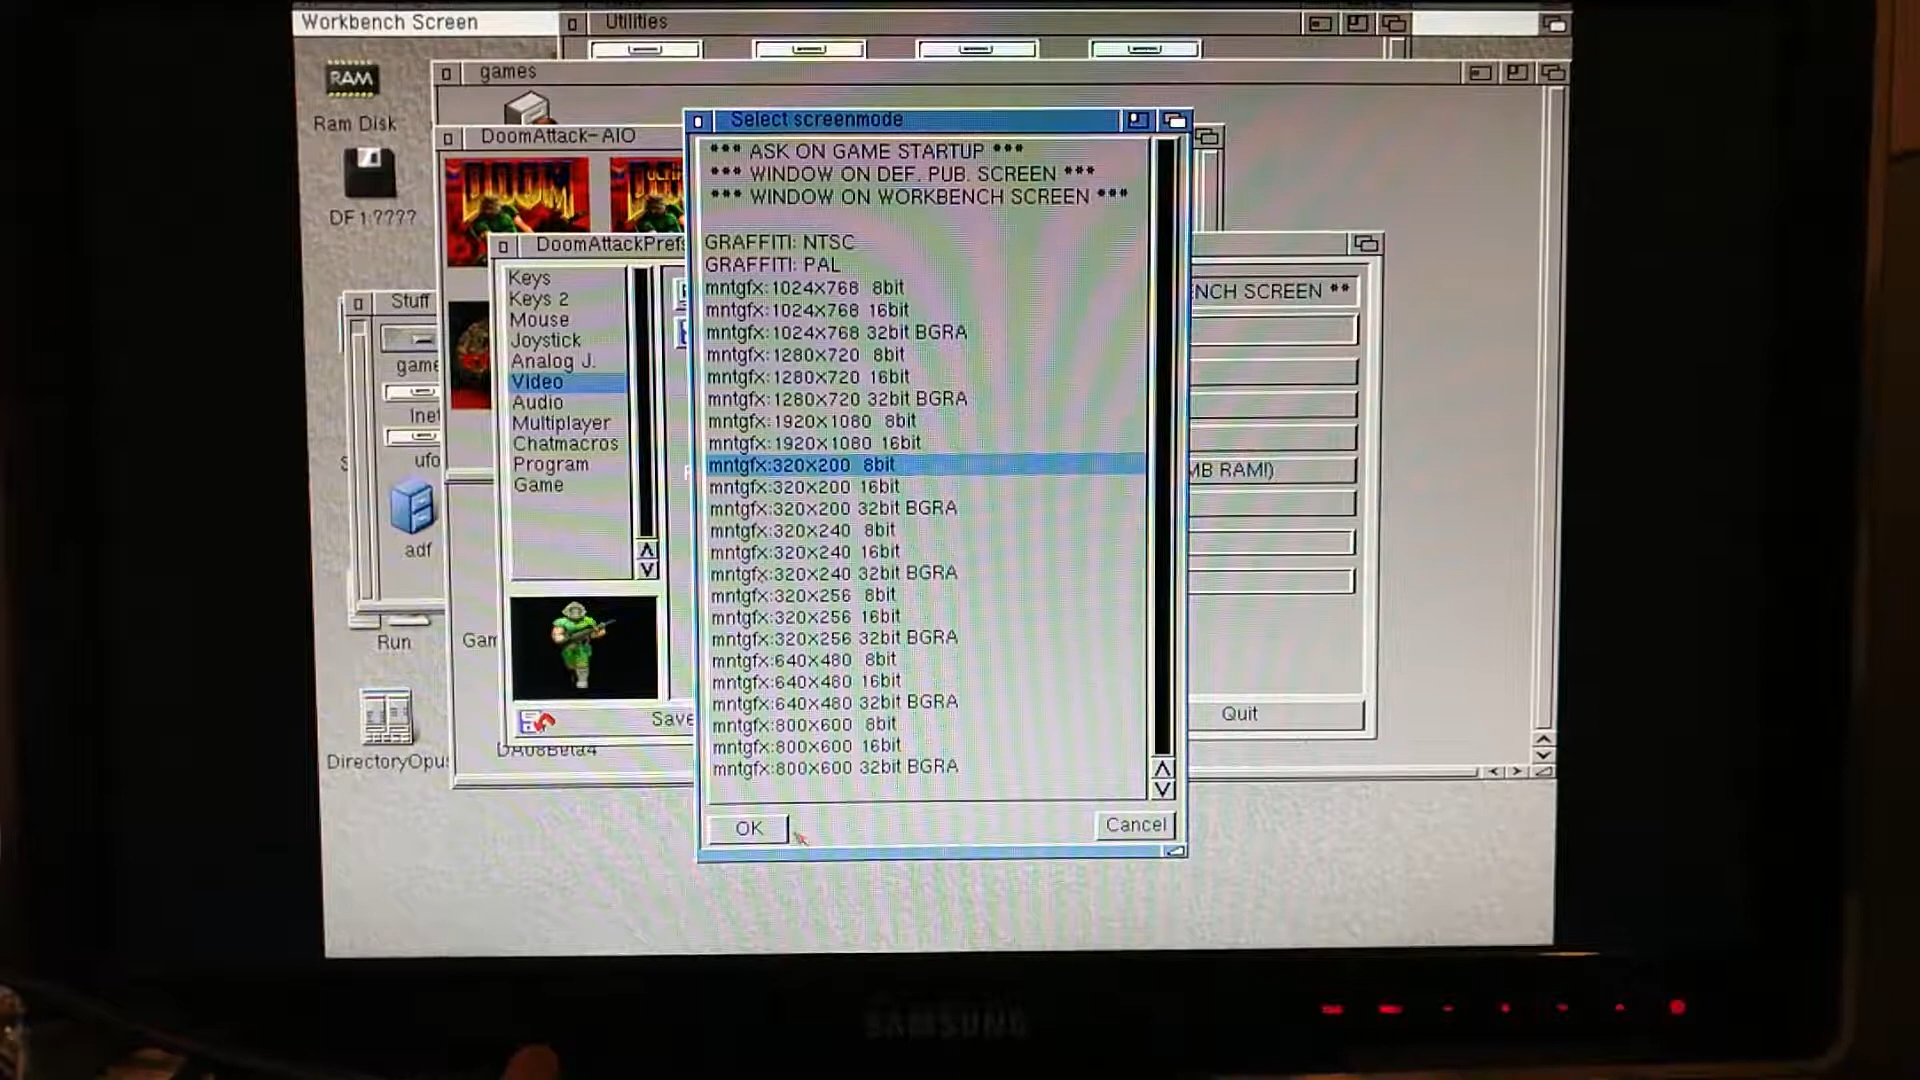 Workbench Screen
Utilities
RAM
Ram Disk
games
DF1:????
DoomAttack-AIO
DOOM
Select screenmode
*** ASK ON GAME STARTUP ***
*** WINDOW ON DEF. PUB. SCREEN ***
*** WINDOW ON WORKBENCH SCREEN ***
GRAFFITI: NTSC
GRAFFITI: PAL
mntgfx:1024x768 8bit
mntgfx:1024x768 16bit
mntgfx:1024x768 32bit BGRA
mntgfx:1280x720 8bit
mntgfx:1280x720 16bit
mntgfx:1280x720 32bit BGRA
mntgfx:1920x1080 8bit
mntgfx:1920x1080 16bit
mntgfx:320x200 8bit
mntgfx:320x200 16bit
mntgfx:320x200 32bit BGRA
mntgfx:320x240 8bit
mntgfx:320x240 16bit
mntgfx:320x240 32bit BGRA
mntgfx:320x256 8bit
mntgfx:320x256 16bit
mntgfx:320x256 32bit BGRA
mntgfx:640x480 8bit
mntgfx:640x480 16bit
mntgfx:640x480 32bit BGRA
mntgfx:800x600 8bit
mntgfx:800x600 16bit
mntgfx:800x600 32bit BGRA
OK
Cancel
DoomAttackPrefs
Keys
Keys 2
Mouse
Joystick
Analog J.
Video
Audio
Multiplayer
Chatmacros
Program
Game
Save
NCH SCREEN **
MB RAM!)
Quit
Stuff
game
Inet
ufo
adf
Run
Gam
DirectoryOpus
DA08Beta4
SAMSUNG